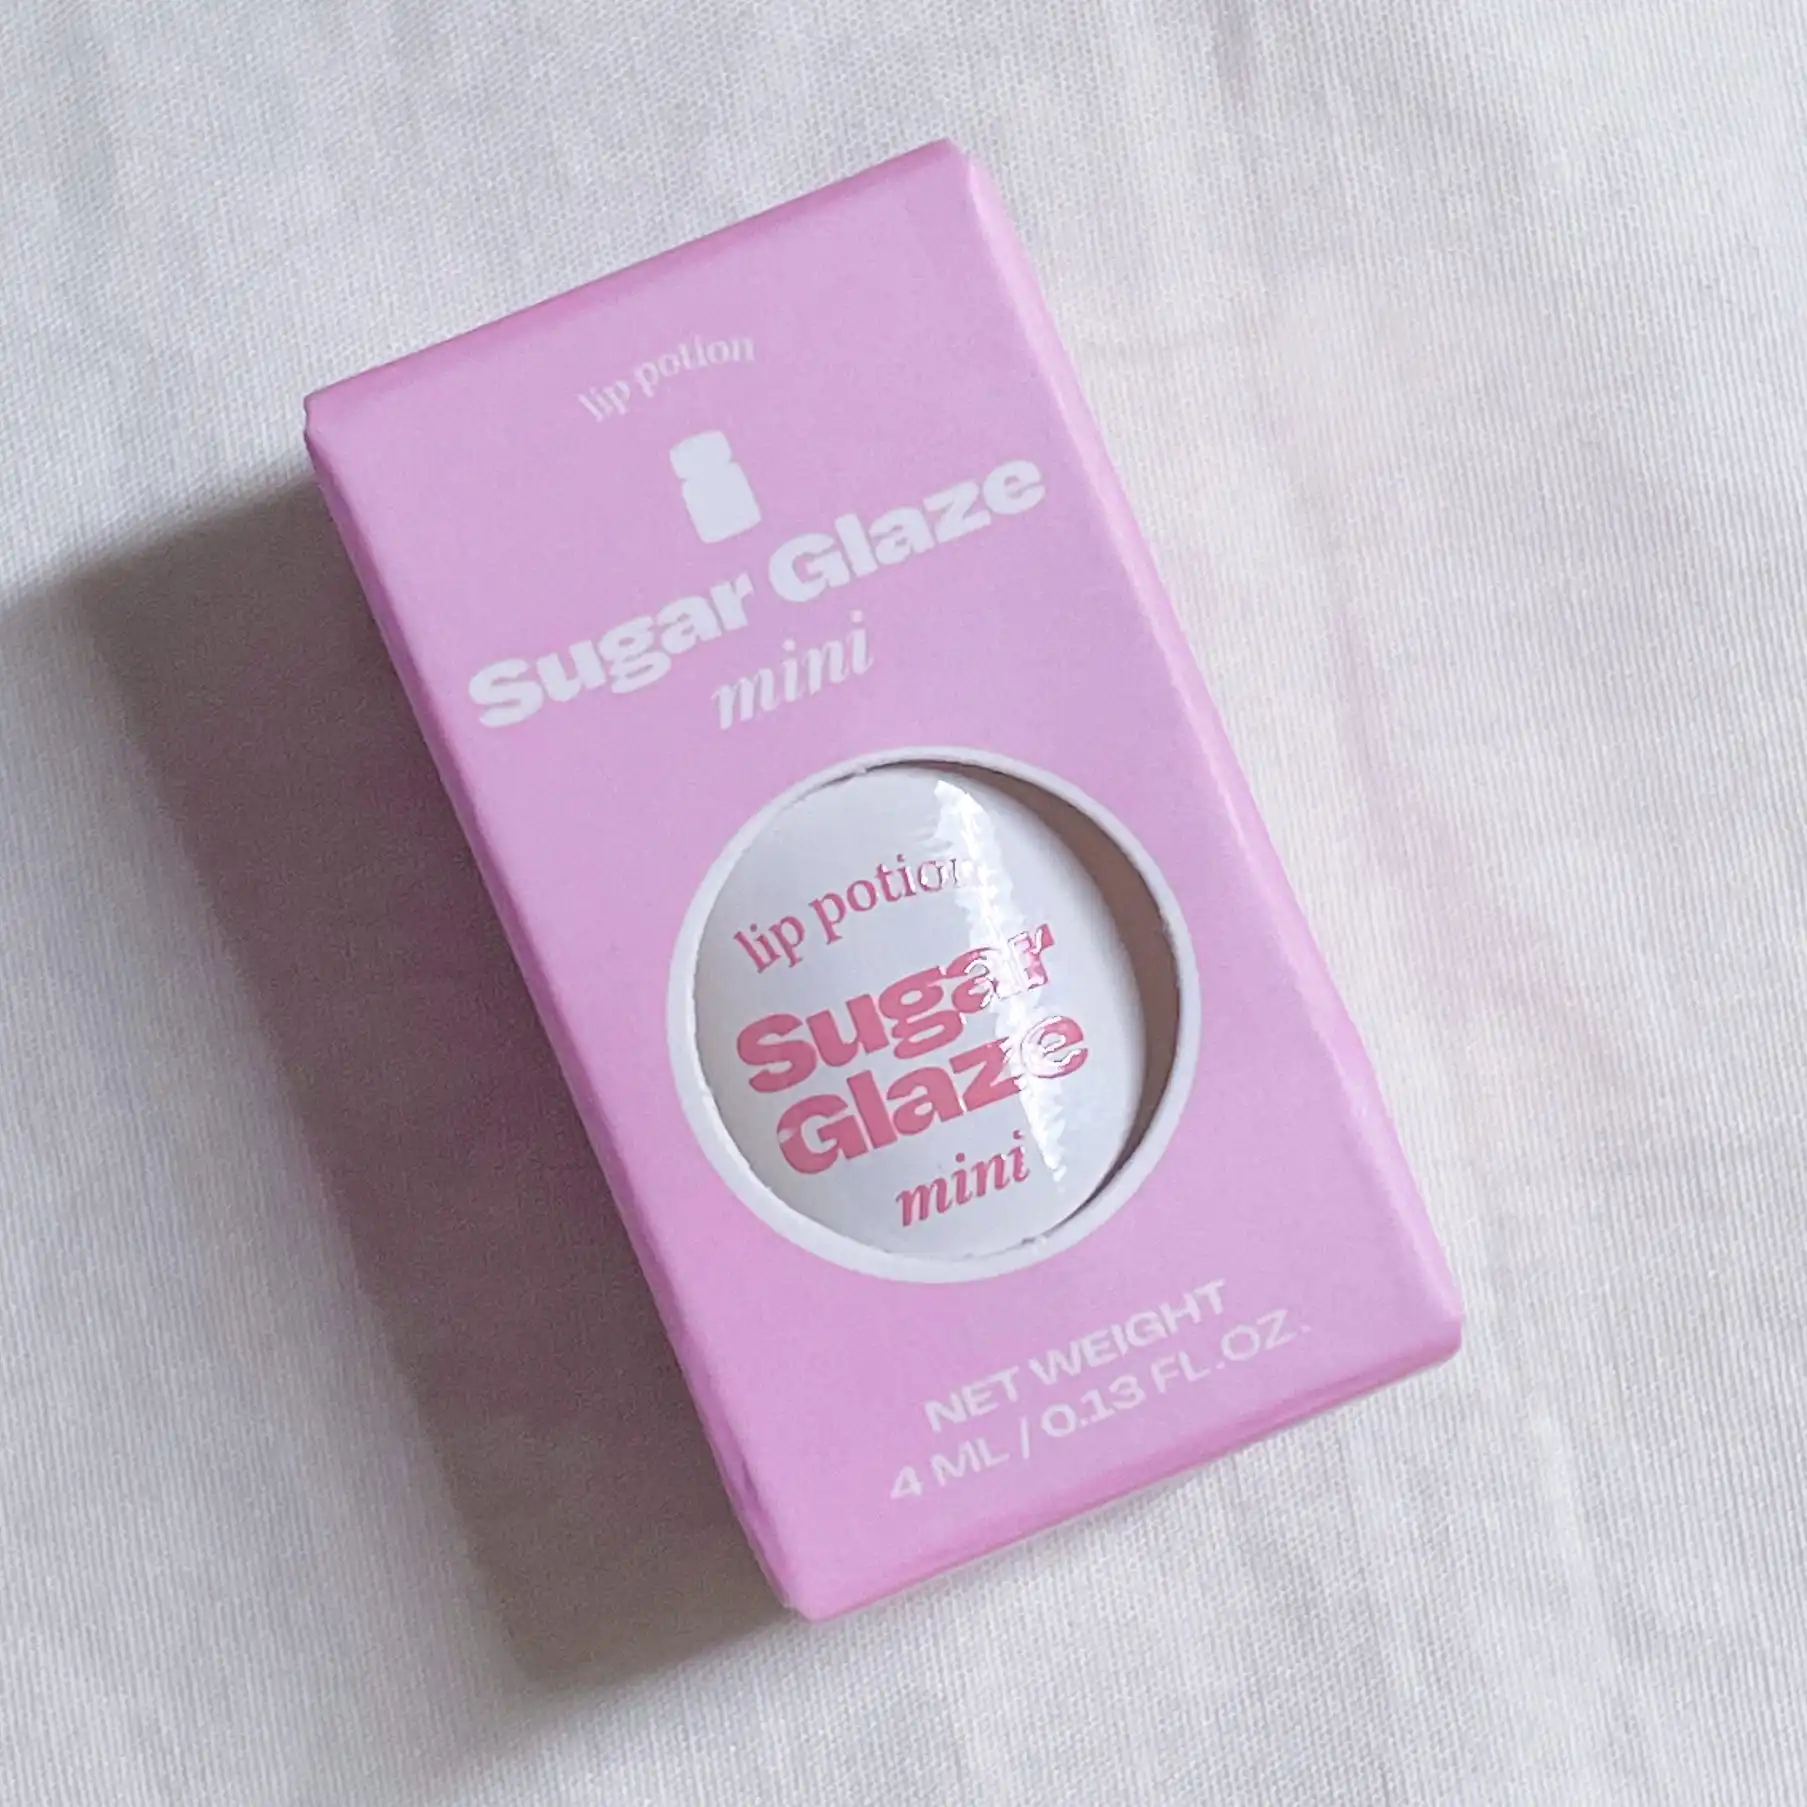 lip potion
Sugar Glaze
mini
lip potion
Sugar
Glaze
mini
NET WEIGHT
4 ML / 0.13 FL.OZ.